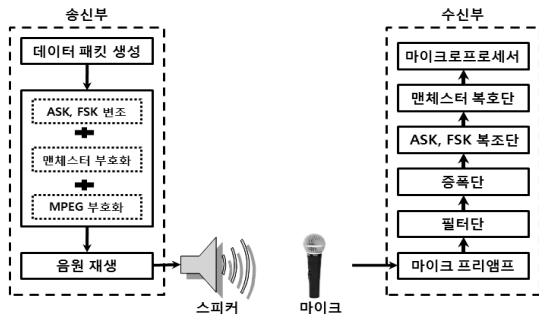 송신부
데이터 패킷 생성
ASK, FSK 변조
맨체스터 부호화
MPEG 부호화
음원 재생
스피커
마이크
수신부
마이크로프로세서
맨체스터 복호단
ASK, FSK 복조단
증폭단
필터단
마이크 프리앰프